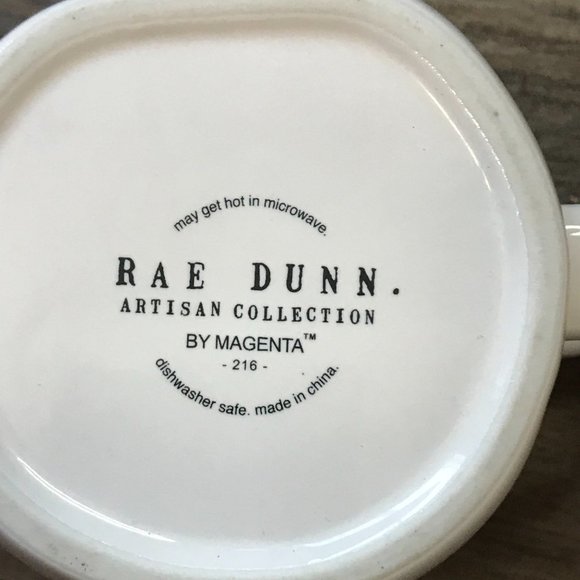 may get hot in microwave.
RAE DUNN.
ARTISAN COLLECTION
BY MAGENTA™
- 216 -
dishwasher safe. made in china.